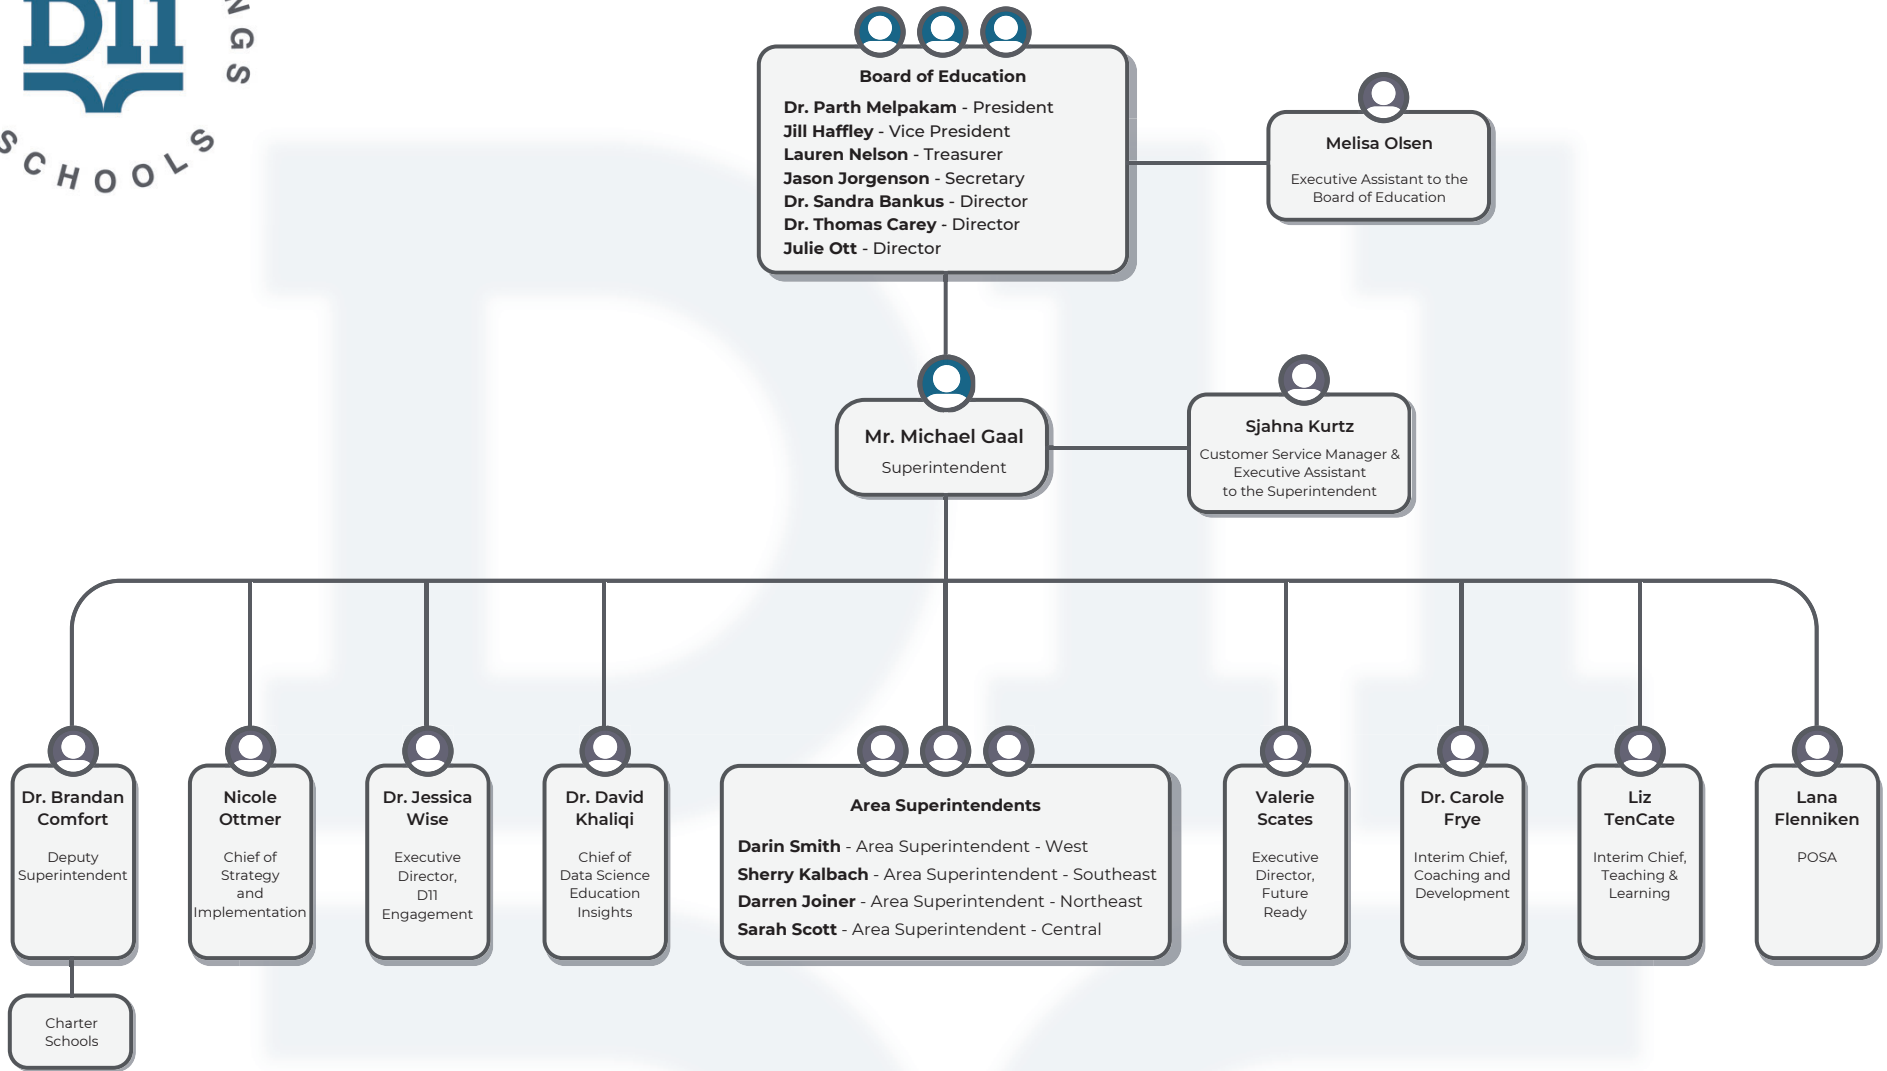 D11
NGS
SCHOOLS
Board of Education
Dr. Parth Melpakam - President
Jill Haffley - Vice President
Lauren Nelson - Treasurer
Jason Jorgenson - Secretary
Dr. Sandra Bankus - Director
Dr. Thomas Carey - Director
Julie Ott - Director
Melisa Olsen
Executive Assistant to the
Board of Education
Mr. Michael Gaal
Superintendent
Sjahna Kurtz
Customer Service Manager &
Executive Assistant
to the Superintendent
Dr. Brandan
Comfort
Deputy
Superintendent
Charter
Schools
Nicole
Ottmer
Chief of
Strategy
and
Implementation
Dr. Jessica
Wise
Executive
Director,
D11
Engagement
Dr. David
Khaliqi
Chief of
Data Science
Education
Insights
Area Superintendents
Darin Smith - Area Superintendent - West
Sherry Kalbach - Area Superintendent - Southeast
Darren Joiner - Area Superintendent - Northeast
Sarah Scott - Area Superintendent - Central
Valerie
Scates
Executive
Director,
Future
Ready
Dr. Carole
Frye
Interim Chief,
Coaching and
Development
Liz
TenCate
Interim Chief,
Teaching &
Learning
Lana
Flenniken
POSA